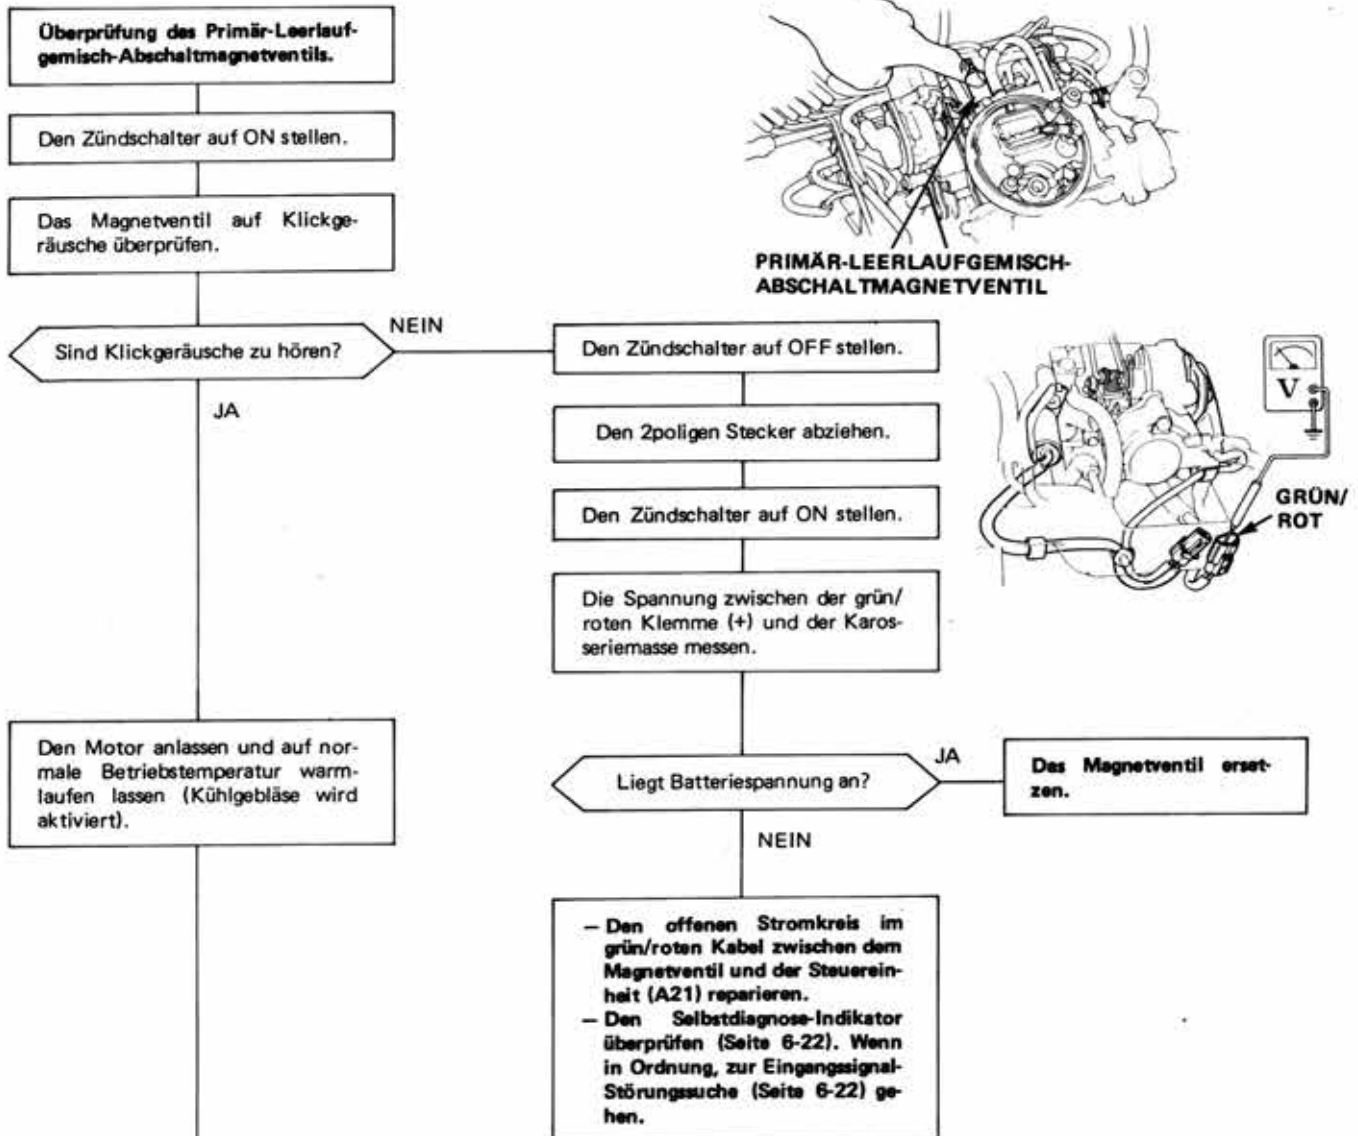 Überprüfung des Primär-Leerlauf-
gemisch-Abschaltmagnetventils.
Den Zündschalter auf ON stellen.
Das Magnetventil auf Klickge-
räusche überprüfen.
PRIMÄR-LEERLAUFGEMISCH-
ABSCHALTMAGNETVENTIL
Sind Klickgeräusche zu hören?
NEIN
JA
Den Zündschalter auf OFF stellen.
Den 2poligen Stecker abziehen.
Den Zündschalter auf ON stellen.
Die Spannung zwischen der grün/
roten Klemme (+) und der Karos-
seriemasse messen.
V
GRÜN/
ROT
Den Motor anlassen und auf nor-
male Betriebstemperatur warm-
laufen lassen (Kühlgebläse wird
aktiviert).
Liegt Batteriespannung an?
JA
Das Magnetventil erset-
zen.
NEIN
— Den offenen Stromkreis im
grün/roten Kabel zwischen dem
Magnetventil und der Steuerein-
heit (A21) reparieren.
— Den Selbstdiagnose-Indikator
überprüfen (Seite 6-22). Wenn
in Ordnung, zur Eingangssignal-
Störungssuche (Seite 6-22) ge-
hen.